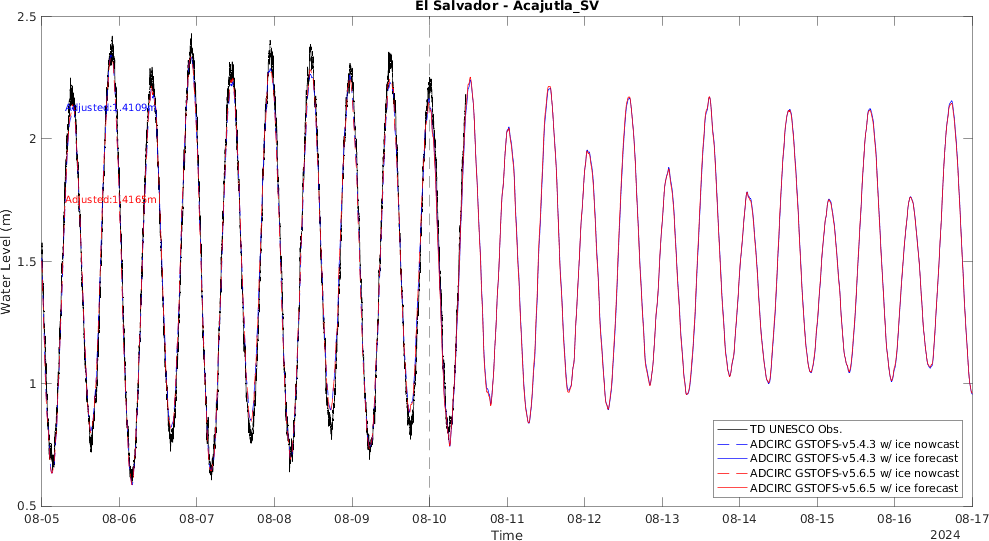 El Salvador - Acajutla_SV
2.5
2
1.5
1
0.5
Water Level (m)
Adjusted:1.4109m
Adjusted:1.4165m
TD UNESCO Obs.
ADCIRC GSTOFS-v5.4.3 w/ ice nowcast
ADCIRC GSTOFS-v5.4.3 w/ ice forecast
ADCIRC GSTOFS-v5.6.5 w/ ice nowcast
ADCIRC GSTOFS-v5.6.5 w/ ice forecast
08-05 08-06 08-07 08-08 08-09 08-10 08-11 08-12 08-13 08-14 08-15 08-16 08-17
Time
2024